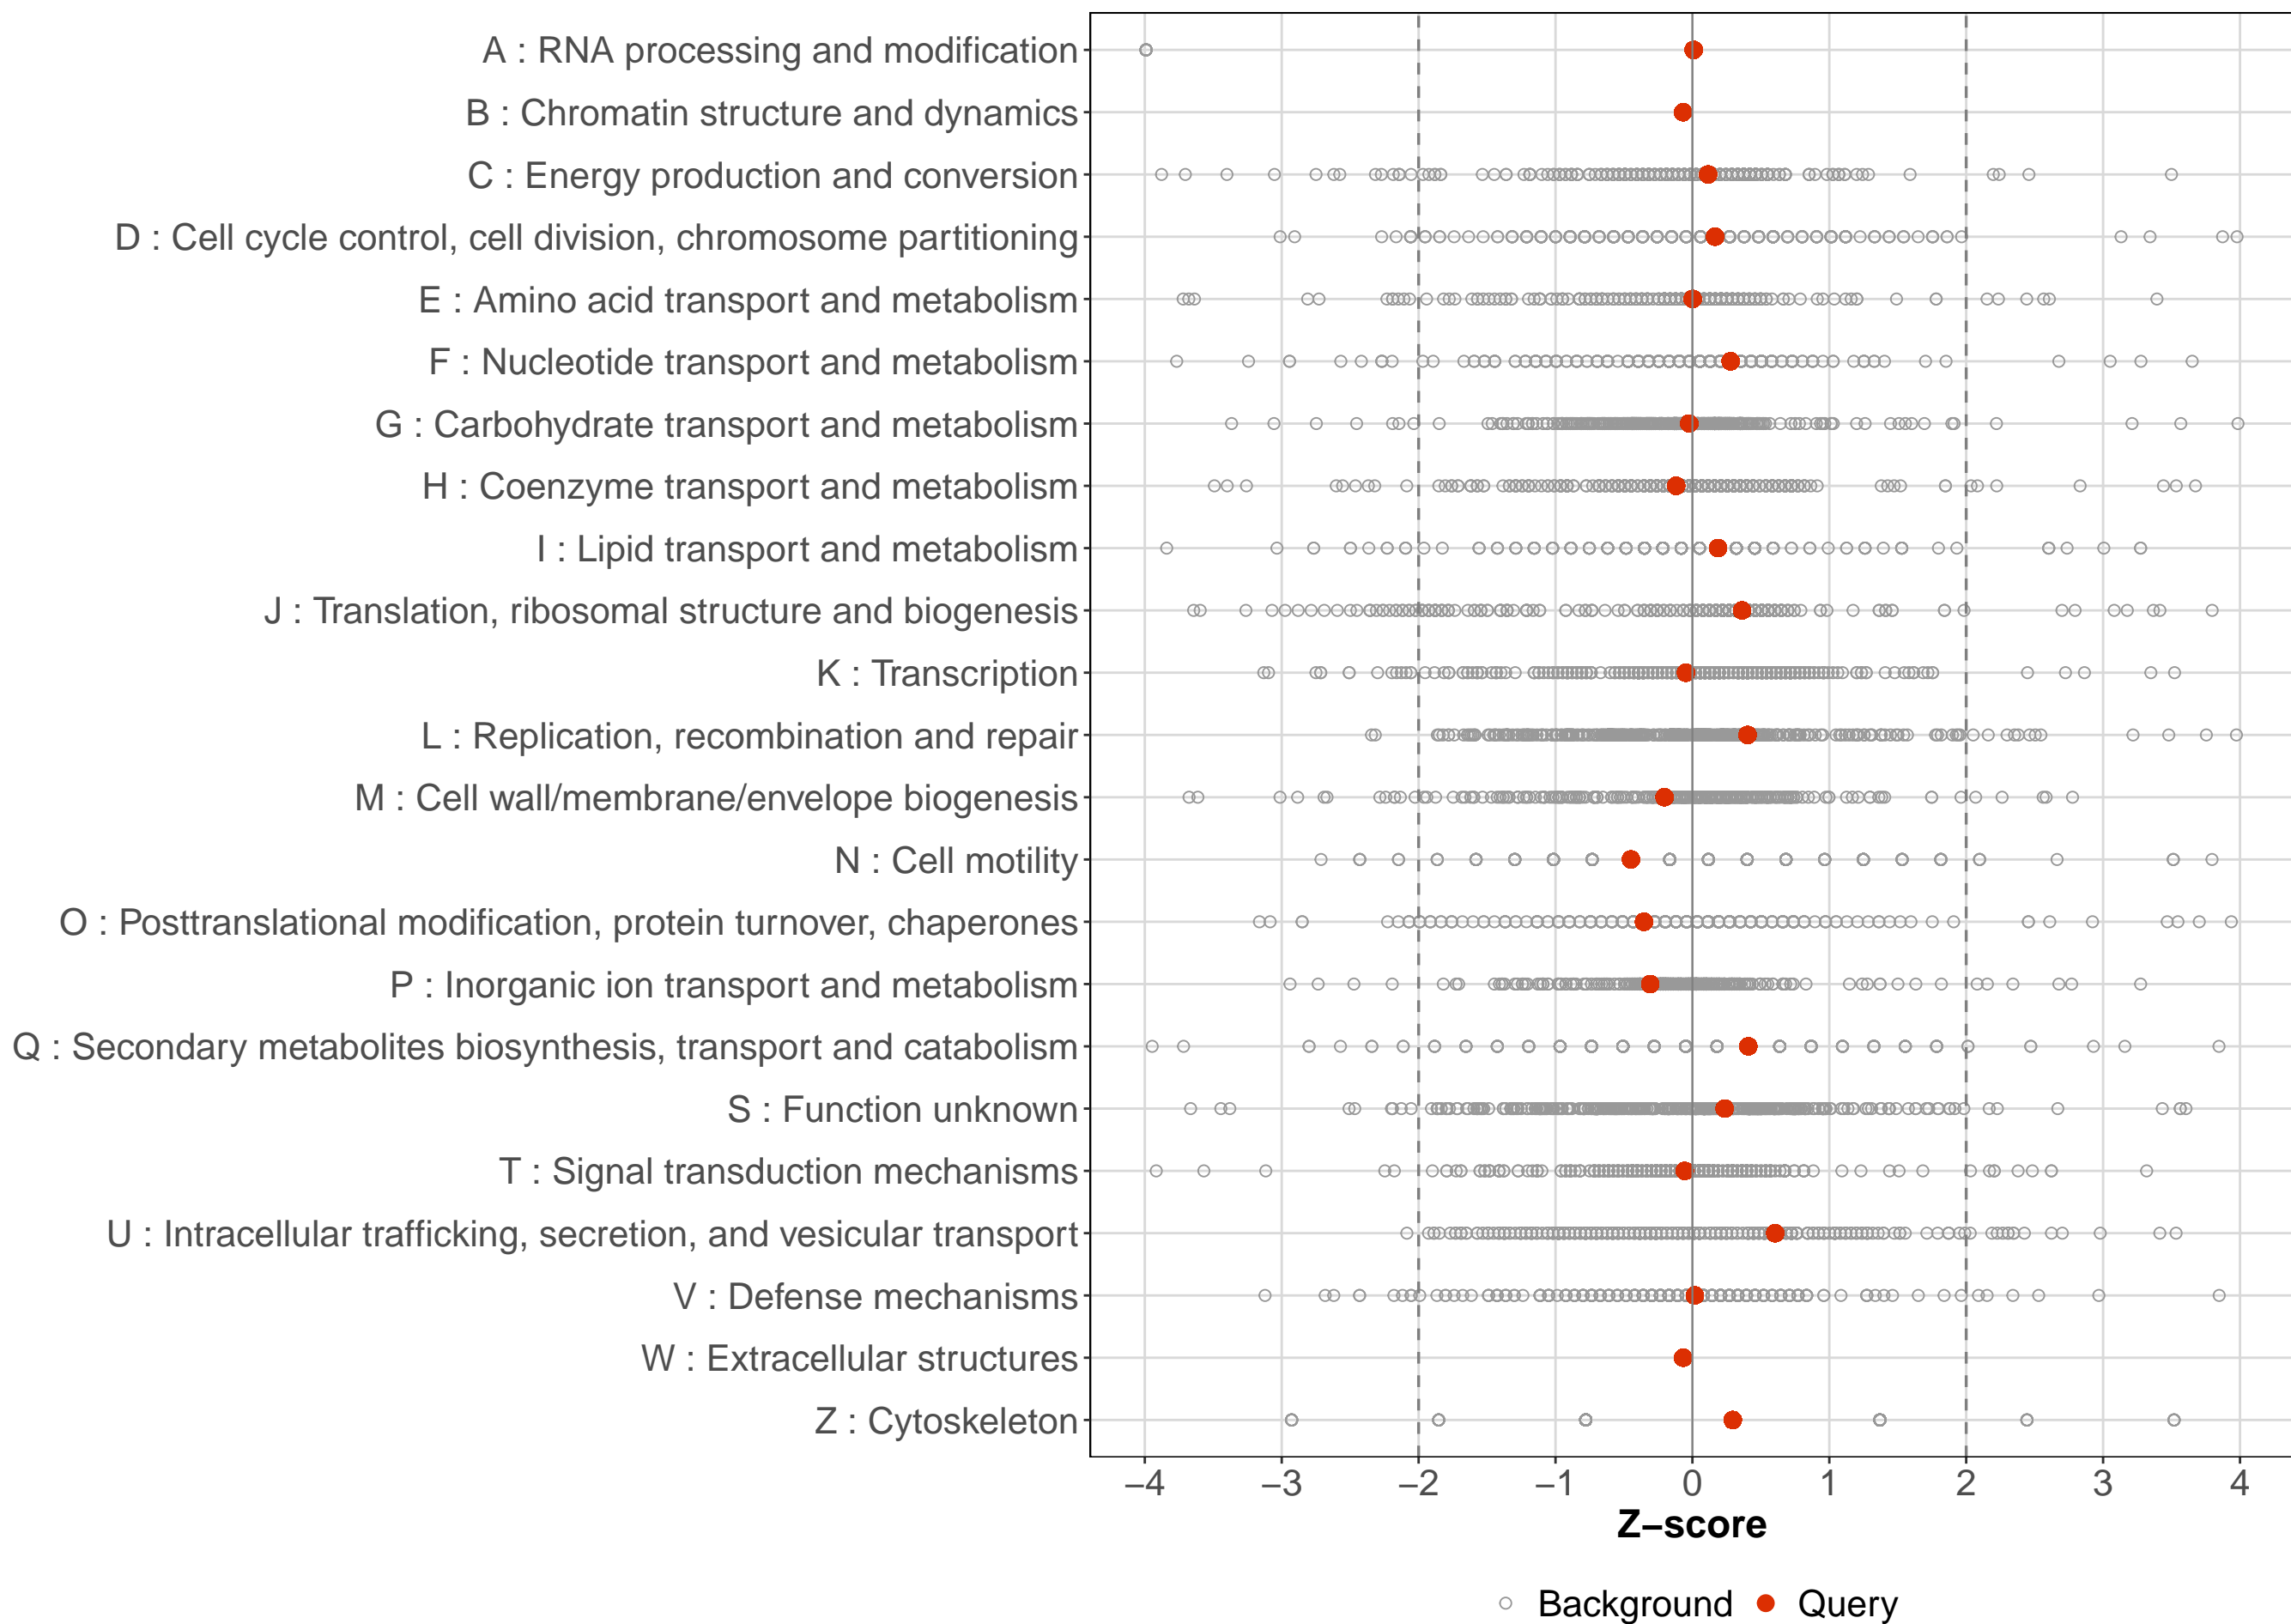 A : RNA processing and modification
B : Chromatin structure and dynamics
C : Energy production and conversion
D : Cell cycle control, cell division, chromosome partitioning
E : Amino acid transport and metabolism
F : Nucleotide transport and metabolism
G : Carbohydrate transport and metabolism
H : Coenzyme transport and metabolism
I : Lipid transport and metabolism
J : Translation, ribosomal structure and biogenesis
K : Transcription
L : Replication, recombination and repair
M : Cell wall/membrane/envelope biogenesis
N : Cell motility
O : Posttranslational modification, protein turnover, chaperones
P : Inorganic ion transport and metabolism
Q : Secondary metabolites biosynthesis, transport and catabolism
S : Function unknown
T : Signal transduction mechanisms
U : Intracellular trafficking, secretion, and vesicular transport
V : Defense mechanisms
W : Extracellular structures
Z : Cytoskeleton
−4 −3 −2 −1 0 1 2 3 4
Z−score
Background Query